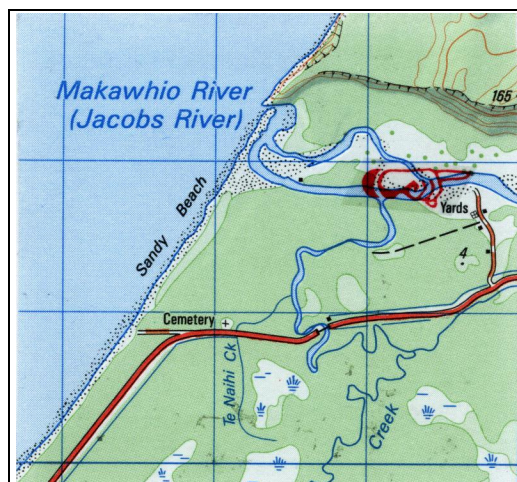 Makawhio River
(Jacobs River)
165
Sandy Beach
Yards
4
Cemetery
Te Naihi Ck
Creek